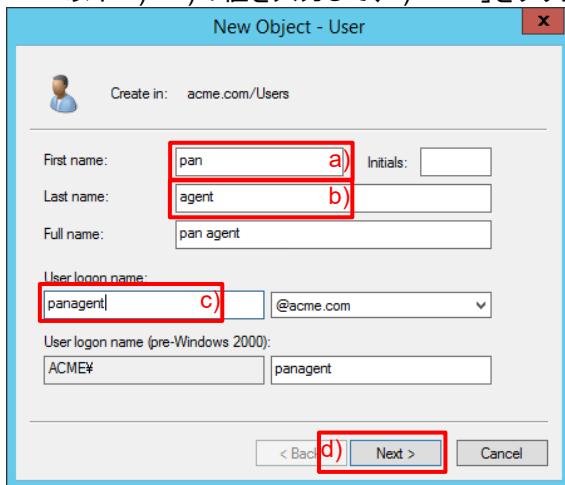 New Object - User
x
Create in: acme.com/Users
First name: pan a) Initials:
Last name: agent b)
Full name: pan agent
User logon name:
panagent c) @acme.com
User logon name (pre-Windows 2000):
ACME¥ panagent
< Back d) Next > Cancel